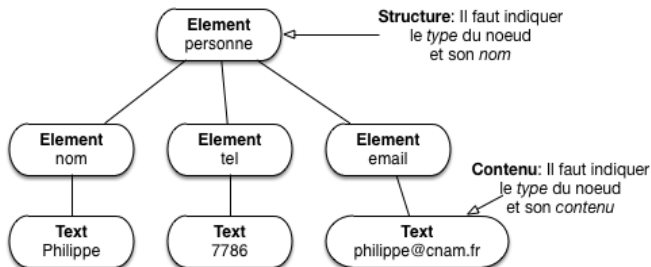 Element
personne
Structure: Il faut indiquer
le type du noeud
et son nom
Element
nom
Element
tel
Element
email
Contenu: Il faut indiquer
le type du noeud
et son contenu
Text
Philippe
Text
7786
Text
philippe@cnam.fr